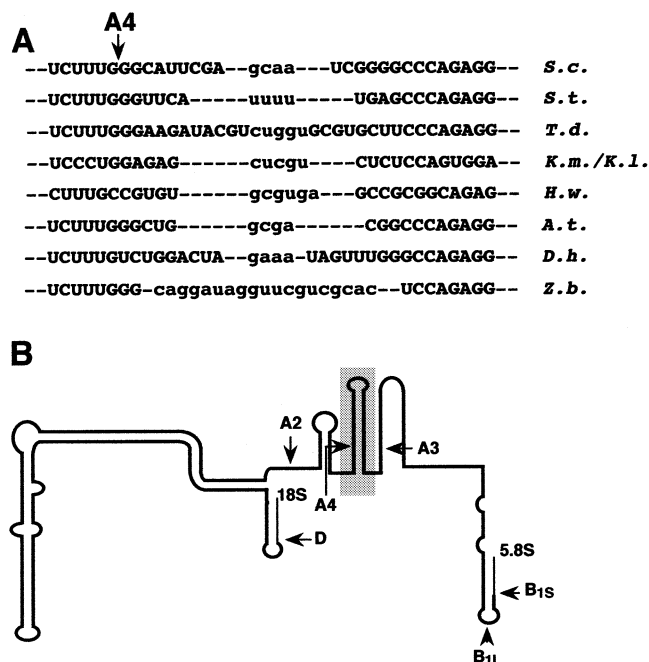 A
A4
--UCUUUGGGCAUUCGA--gcaa---UCGGGGCCCAGAGG-- S.c.
--UCUUUGGGUUCA-----uuuu-----UGAGCCCAGAGG-- S.t.
--UCUUUGGGAAGAUACGUcugguGCGUGCUUCCCAGAGG-- T.d.
--UCCCUGGAGAG------cucgu----CUCUCCAGUGGA-- K.m./K.l.
--CUUUGCCGUGU------gcguga---GCCGCGGCAGAG-- H.w.
--UCUUUGGGCUG------gcga------CGGCCCAGAGG-- A.t.
--UCUUUGUCUGGACUA--gaaa-UAGUUUGGGCCAGAGG-- D.h.
--UCUUUGGG-caggauagguucgucgcac--UCCAGAGG-- Z.b.
B
A2
A3
18S
A4
D
5.8S
B1S